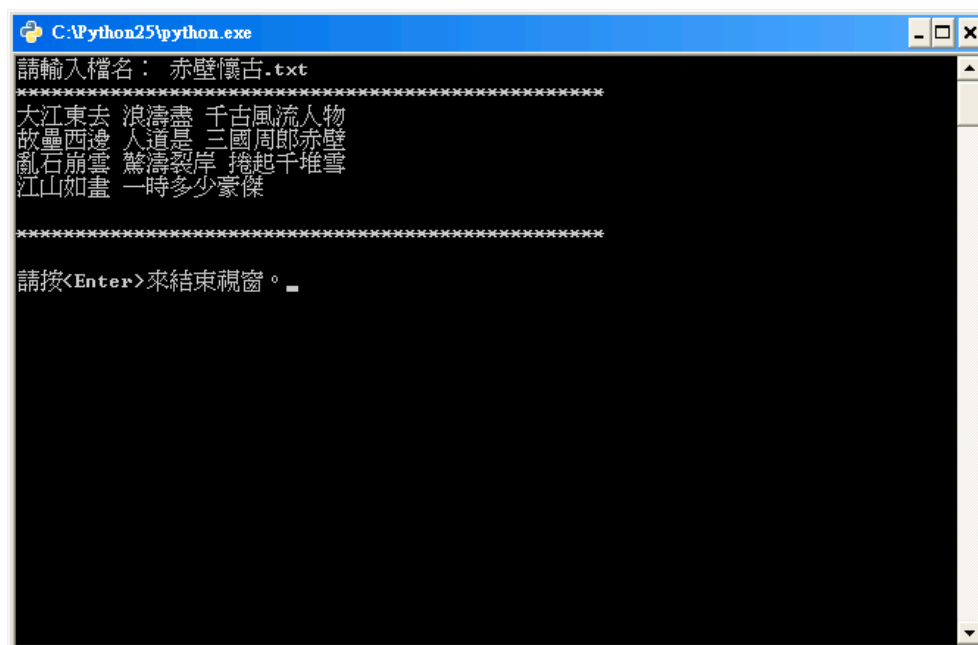 C:\Python25\python.exe
請輸入檔名： 赤壁懷古.txt
**************************************************
大江東去 浪濤盡 千古風流人物
故壘西邊 人道是 三國周郎赤壁
亂石崩雲 驚濤裂岸 捲起千堆雪
江山如畫 一時多少豪傑
**************************************************
請按<Enter>來結束視窗。_